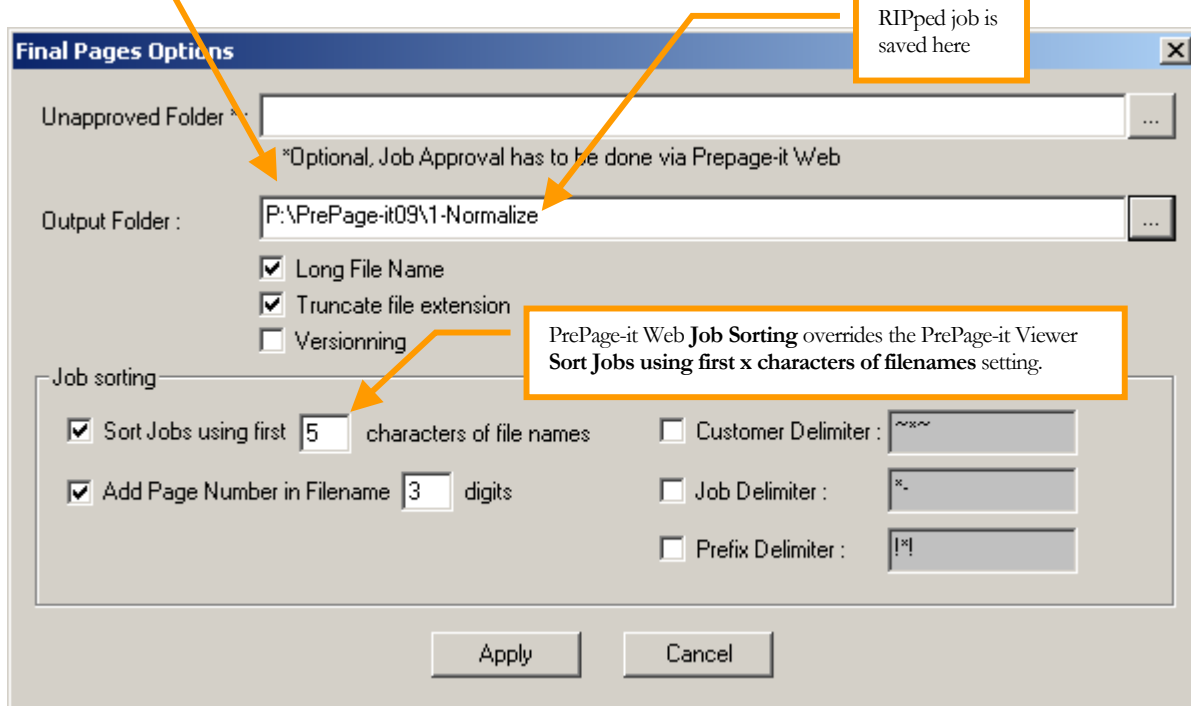 RIPped job is
saved here
Final Pages Options
Unapproved Folder * :
...
*Optional, Job Approval has to be done via Prepage-it Web
Output Folder :
P:\PrePage-it09\1-Normalize
...
Long File Name
Truncate file extension
Versionning
PrePage-it Web Job Sorting overrides the PrePage-it Viewer
Sort Jobs using first x characters of filenames setting.
Job sorting
Sort Jobs using first 5 characters of file names
Customer Delimiter : ~*~
Add Page Number in Filename 3 digits
Job Delimiter : *-
Prefix Delimiter : !*!
Apply
Cancel